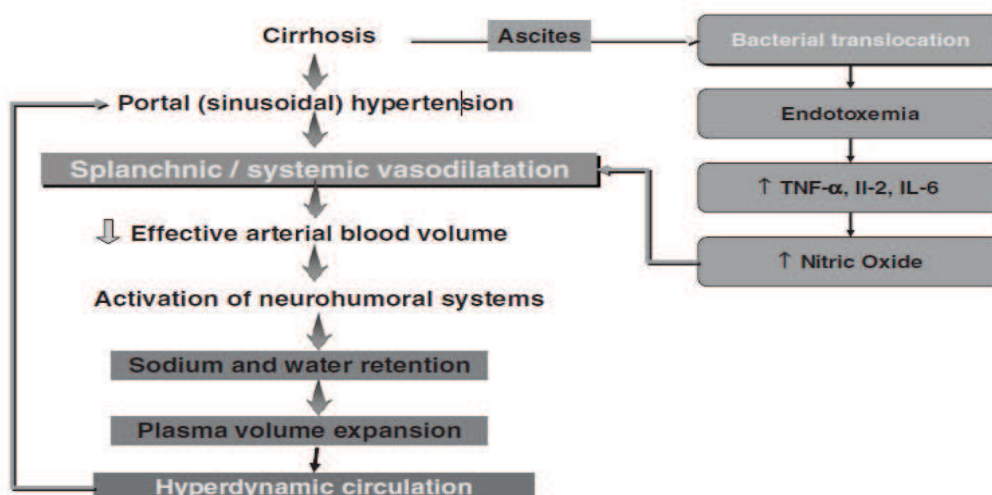 Cirrhosis
Ascites
Bacterial translocation
Portal (sinusoidal) hypertension
Endotoxemia
Splanchnic / systemic vasodilatation
↑ TNF-α, Il-2, IL-6
Effective arterial blood volume
↑ Nitric Oxide
Activation of neurohumoral systems
Sodium and water retention
Plasma volume expansion
Hyperdynamic circulation